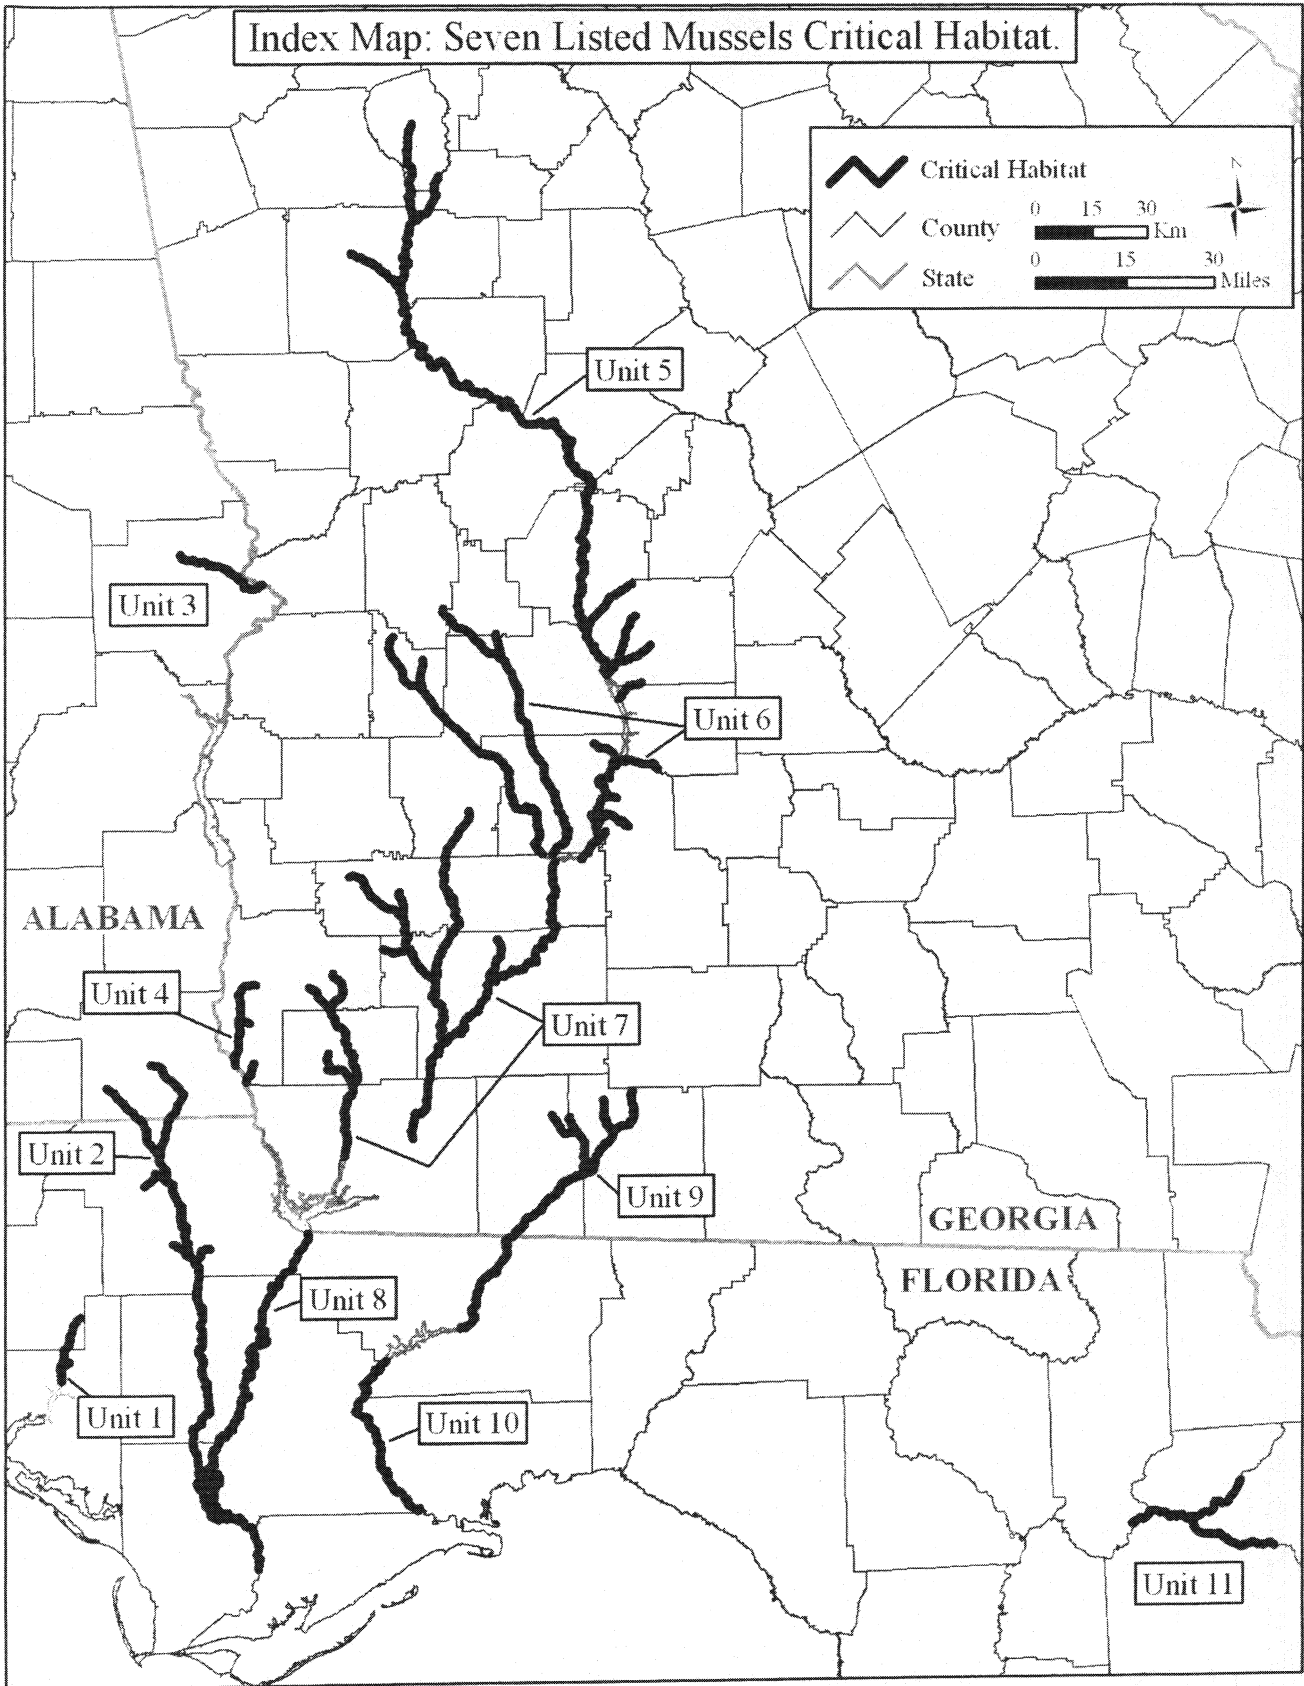 Index Map: Seven Listed Mussels Critical Habitat.
Critical Habitat
N
County
0 15 30
Km
State
0 15 30
Miles
Unit 5
Unit 3
Unit 6
ALABAMA
Unit 4
Unit 7
Unit 2
Unit 9
GEORGIA
FLORIDA
Unit 8
Unit 1
Unit 10
Unit 11